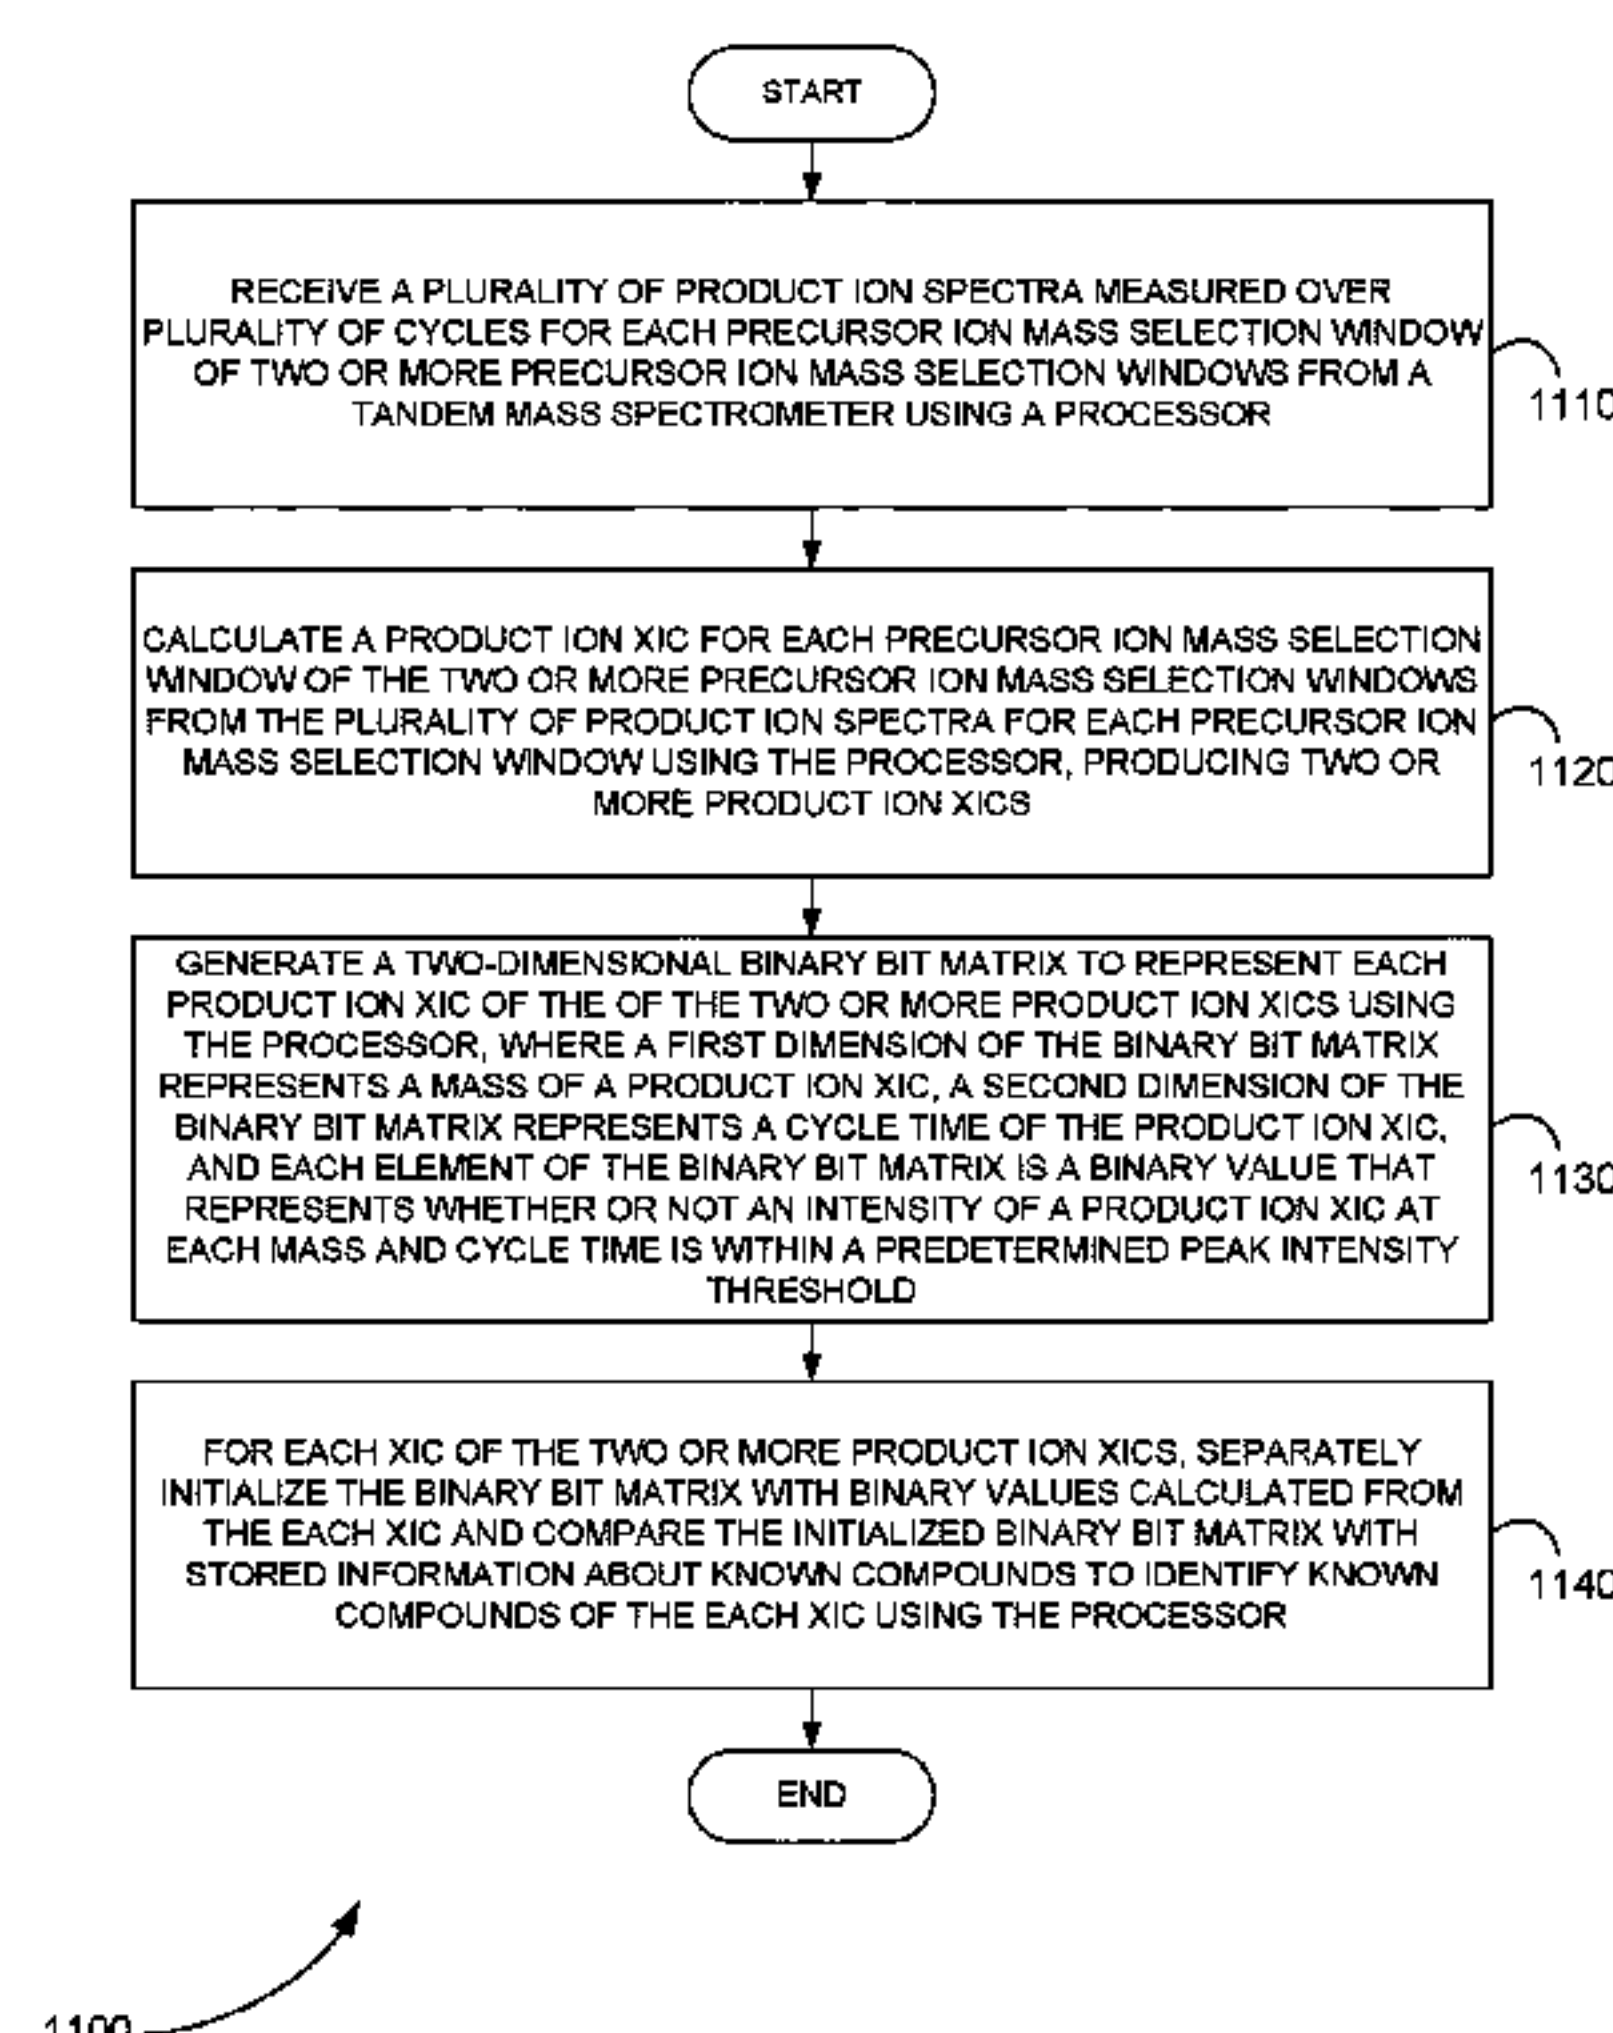 START
RECEIVE A PLURALITY OF PRODUCT ION SPECTRA MEASURED OVER
PLURALITY OF CYCLES FOR EACH PRECURSOR ION MASS SELECTION WINDOW
OF TWO OR MORE PRECURSOR ION MASS SELECTION WINDOWS FROM A
TANDEM MASS SPECTROMETER USING A PROCESSOR
1110
CALCULATE A PRODUCT ION XIC FOR EACH PRECURSOR ION MASS SELECTION
WINDOW OF THE TWO OR MORE PRECURSOR ION MASS SELECTION WINDOWS
FROM THE PLURALITY OF PRODUCT ION SPECTRA FOR EACH PRECURSOR ION
MASS SELECTION WINDOW USING THE PROCESSOR, PRODUCING TWO OR
MORE PRODUCT ION XICS
1120
GENERATE A TWO-DIMENSIONAL BINARY BIT MATRIX TO REPRESENT EACH
PRODUCT ION XIC OF THE OF THE TWO OR MORE PRODUCT ION XICS USING
THE PROCESSOR, WHERE A FIRST DIMENSION OF THE BINARY BIT MATRIX
REPRESENTS A MASS OF A PRODUCT ION XIC, A SECOND DIMENSION OF THE
BINARY BIT MATRIX REPRESENTS A CYCLE TIME OF THE PRODUCT ION XIC,
AND EACH ELEMENT OF THE BINARY BIT MATRIX IS A BINARY VALUE THAT
REPRESENTS WHETHER OR NOT AN INTENSITY OF A PRODUCT ION XIC AT
EACH MASS AND CYCLE TIME IS WITHIN A PREDETERMINED PEAK INTENSITY
THRESHOLD
1130
FOR EACH XIC OF THE TWO OR MORE PRODUCT ION XICS, SEPARATELY
INITIALIZE THE BINARY BIT MATRIX WITH BINARY VALUES CALCULATED FROM
THE EACH XIC AND COMPARE THE INITIALIZED BINARY BIT MATRIX WITH
STORED INFORMATION ABOUT KNOWN COMPOUNDS TO IDENTIFY KNOWN
COMPOUNDS OF THE EACH XIC USING THE PROCESSOR
1140
END
1100